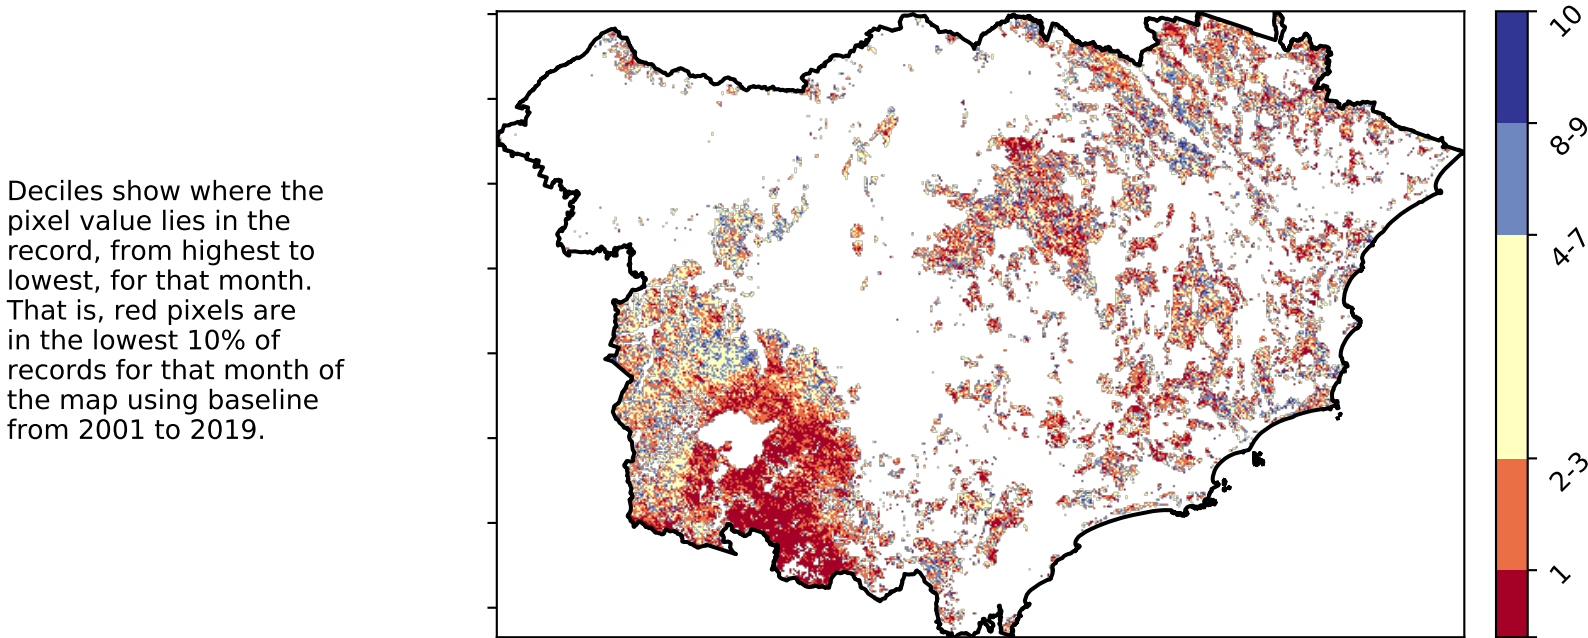 Deciles show where the
pixel value lies in the
record, from highest to
lowest, for that month.
That is, red pixels are
in the lowest 10% of
records for that month of
the map using baseline
from 2001 to 2019.
10
8-9
4-7
2-3
1